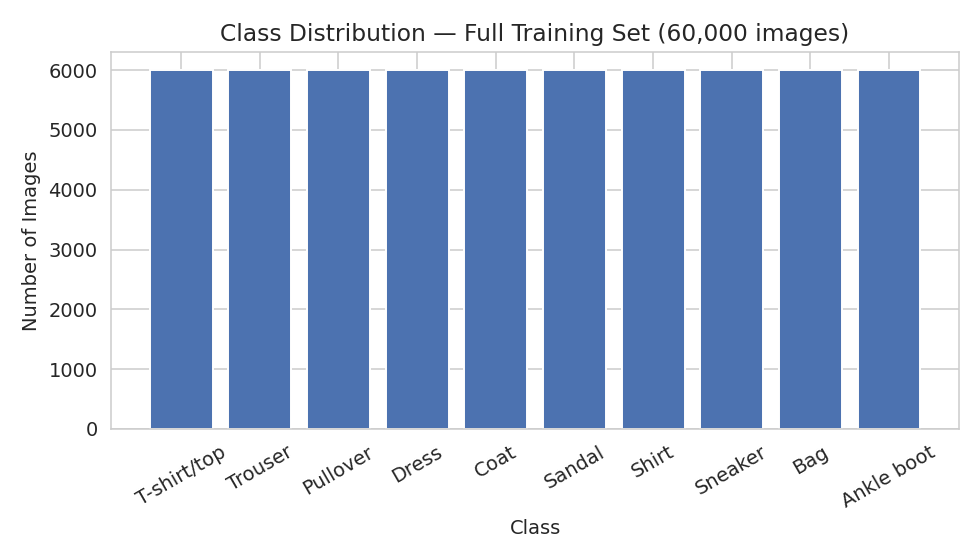 Class Distribution — Full Training Set (60,000 images)
Number of Images
6000
5000
4000
3000
2000
1000
0
T-shirt/top
Trouser
Pullover
Dress
Coat
Sandal
Shirt
Sneaker
Bag
Ankle boot
Class